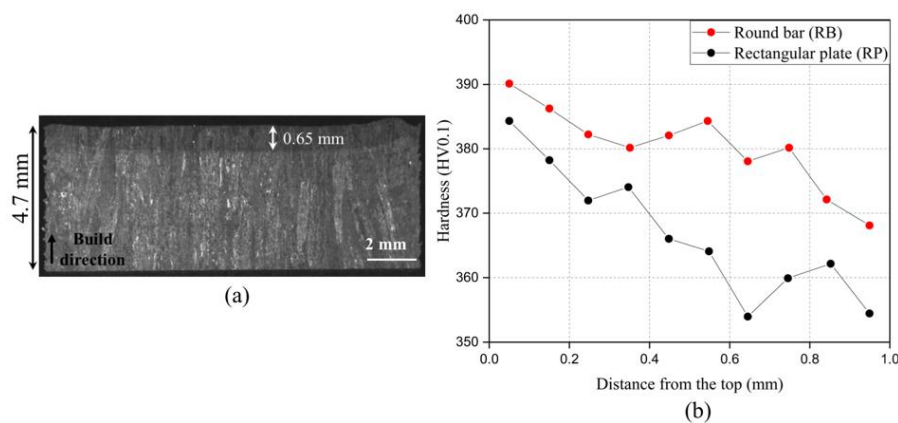 4.7 mm
0.65 mm
Build
direction
2 mm
(a)
Hardness (HV0.1)
400
390
380
370
360
350
Round bar (RB)
Rectangular plate (RP)
0.0 0.2 0.4 0.6 0.8 1.0
Distance from the top (mm)
(b)